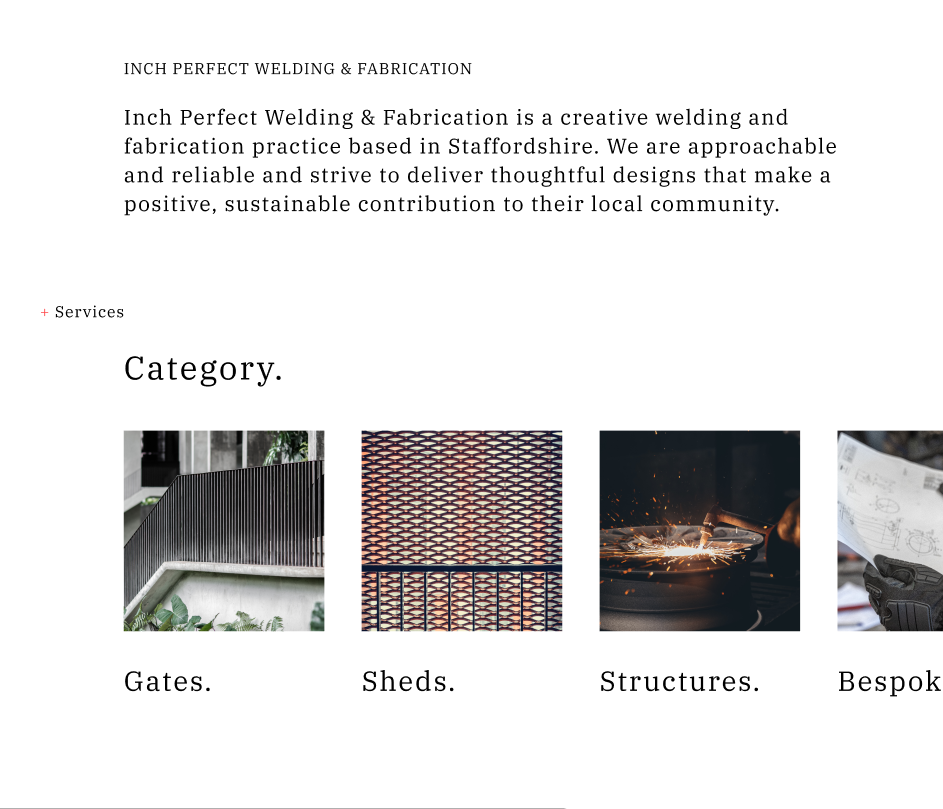 INCH PERFECT WELDING & FABRICATION
Inch Perfect Welding & Fabrication is a creative welding and
fabrication practice based in Staffordshire. We are approachable
and reliable and strive to deliver thoughtful designs that make a
positive, sustainable contribution to their local community.
+ Services
Category.
Gates.
Sheds.
Structures.
Bespok